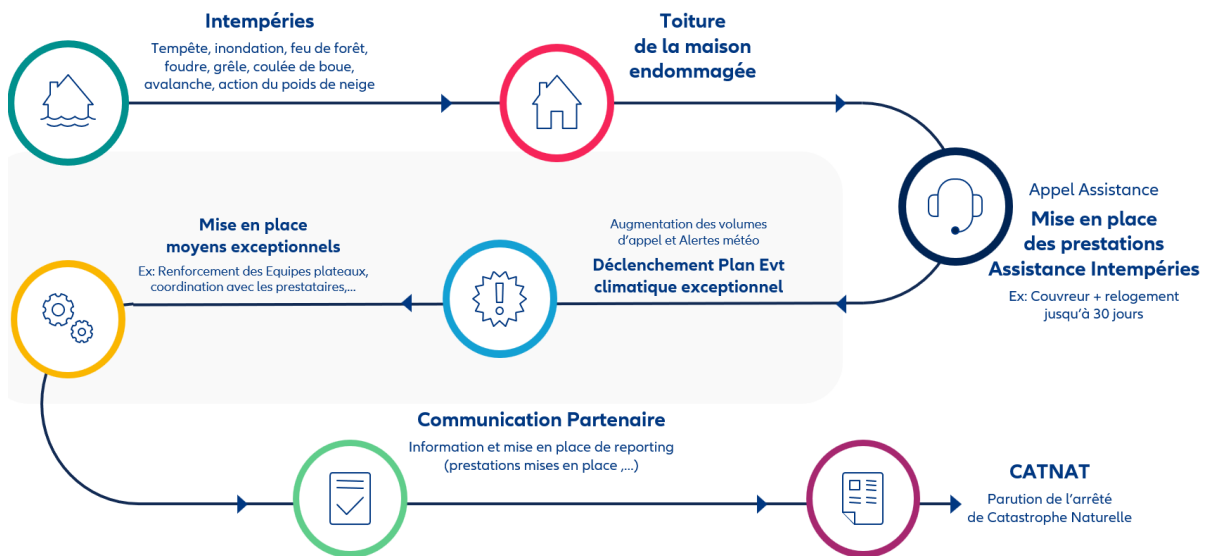 Intempéries
Tempête, inondation, feu de forêt,
foudre, grêle, coulée de boue,
avalanche, action du poids de neige
Toiture
de la maison
endommagée
Appel Assistance
Mise en place
des prestations
Assistance Intempéries
Ex: Couvreur + relogement
jusqu'à 30 jours
Augmentation des volumes
d'appel et Alertes météo
Déclenchement Plan Evt
climatique exceptionnel
Mise en place
moyens exceptionnels
Ex: Renforcement des Equipes plateaux,
coordination avec les prestataires,...
Communication Partenaire
Information et mise en place de reporting
(prestations mises en place ,...)
CATNAT
Parution de l'arrêté
de Catastrophe Naturelle